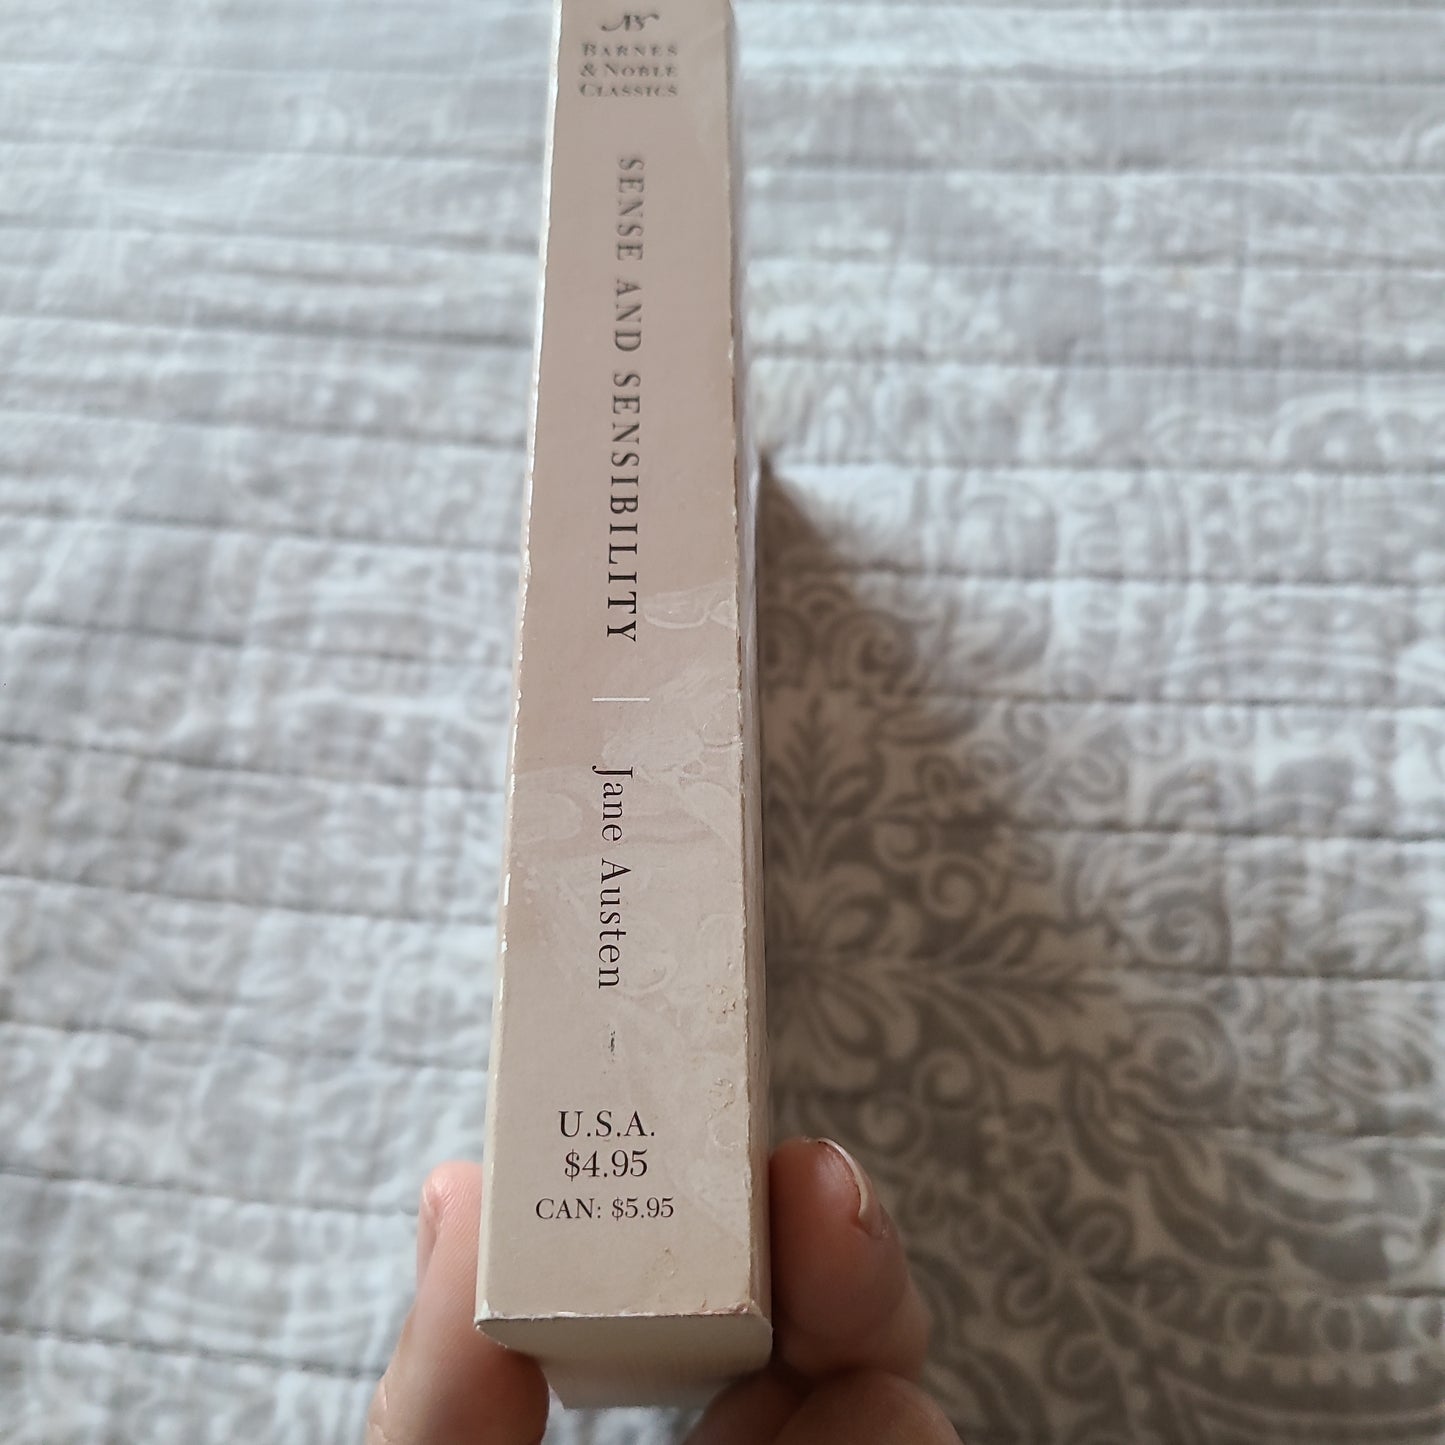 BARNES
& NOBLE
CLASSICS
SENSE AND SENSIBILITY
Jane Austen
U.S.A.
$4.95
CAN: $5.95